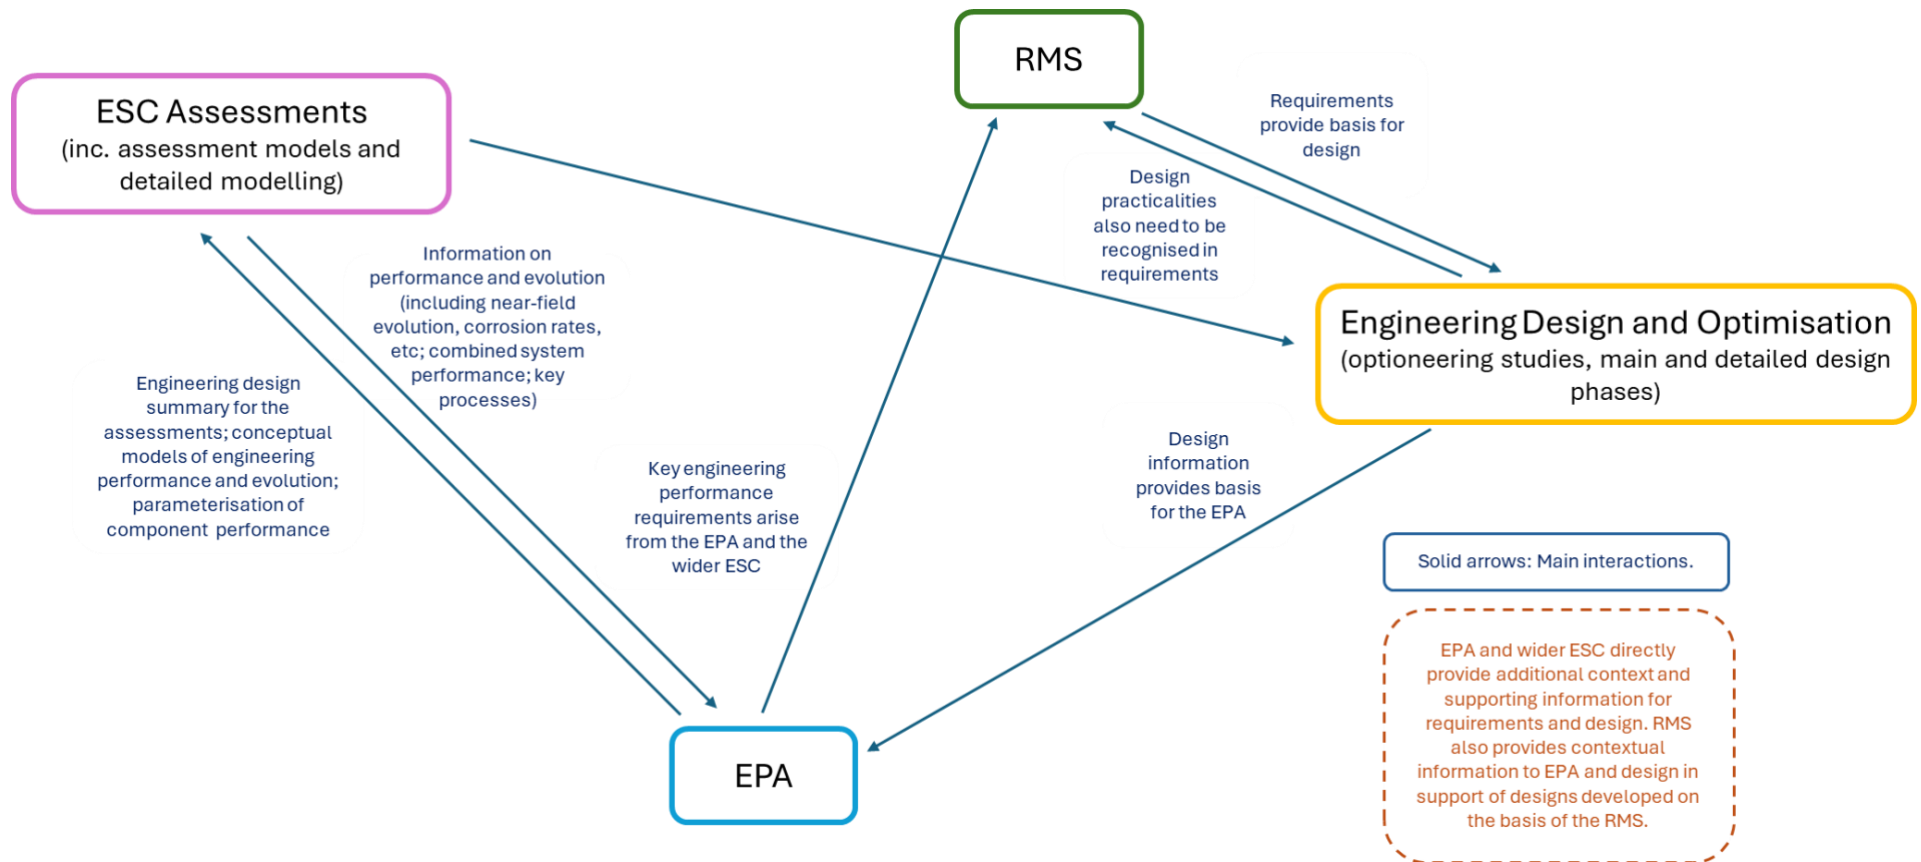 RMS
ESC Assessments
(inc. assessment models and
detailed modelling)
Requirements
provide basis for
design
Design
practicalities
also need to be
recognised in
requirements
Information on
performance and evolution
(including near-field
evolution, corrosion rates,
etc; combined system
performance; key
processes)
Engineering Design and Optimisation
(optioneering studies, main and detailed design
phases)
Engineering design
summary for the
assessments; conceptual
models of engineering
performance and evolution;
parameterisation of
component performance
Key engineering
performance
requirements arise
from the EPA and the
wider ESC
Design
information
provides basis
for the EPA
Solid arrows: Main interactions.
EPA and wider ESC directly
provide additional context and
supporting information for
requirements and design. RMS
also provides contextual
information to EPA and design in
support of designs developed on
the basis of the RMS.
EPA